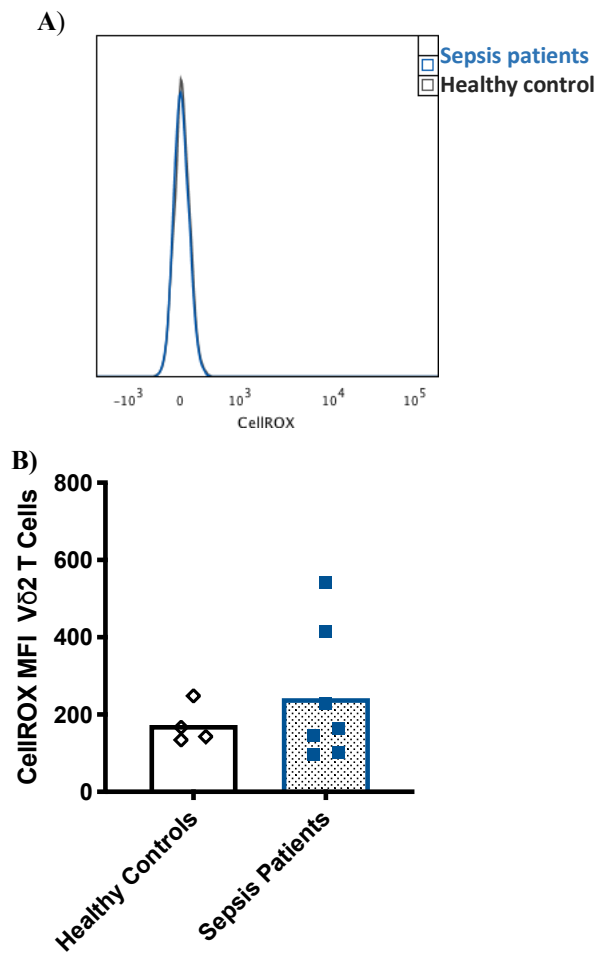 A)
Sepsis patients
Healthy control
-10³ 0 10³ 10⁴ 10⁵
CellROX
B)
CellROX MFI Vδ2 T Cells
800
600
400
200
0
Healthy Controls
Sepsis Patients